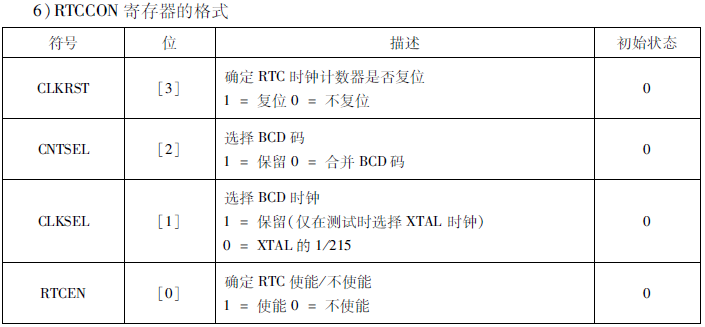 6)RTCCON 寄存器的格式
符号 位 描述 初始状态
CLKRST [3] 确定 RTC 时钟计数器是否复位 0
1 = 复位 0 = 不复位
CNTSEL [2] 选择 BCD 码 0
1 = 保留 0 = 合并 BCD 码
CLKSEL [1] 选择 BCD 时钟 0
1 = 保留(仅在测试时选择 XTAL 时钟)
0 = XTAL 的 1/215
RTCEN [0] 确定 RTC 使能/不使能 0
1 = 使能 0 = 不使能